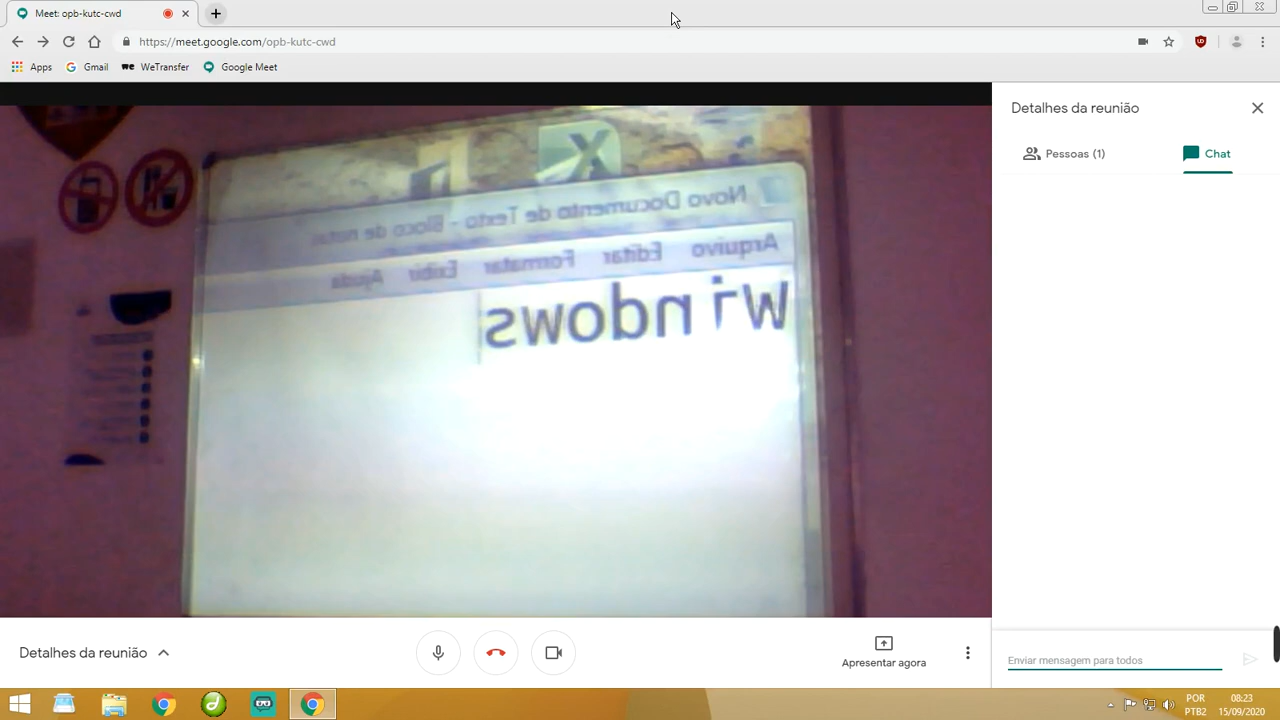 Meet: opb-kutc-cwd
https://meet.google.com/opb-kutc-cwd
Apps Gmail WeTransfer Google Meet
Detalhes da reunião
Pessoas (1) Chat
Novo Documento de Texto - Bloco de notas
Arquivo Editar Formatar Exibir Ajuda
Windows
Enviar mensagem para todos
Detalhes da reunião
Apresentar agora
POR 08:23
PTB2 15/09/2020